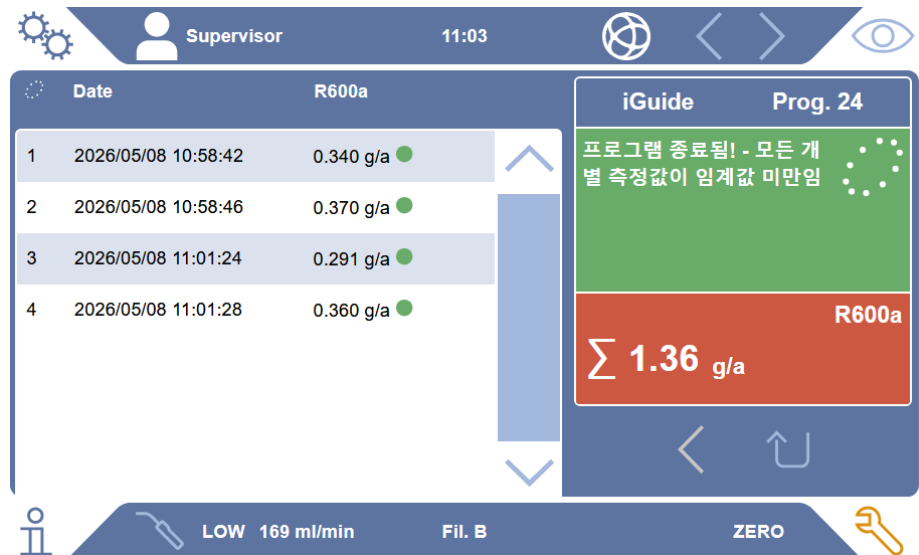 Supervisor
11:03
Date R600a
1 2026/05/08 10:58:42 0.340 g/a
2 2026/05/08 10:58:46 0.370 g/a
3 2026/05/08 11:01:24 0.291 g/a
4 2026/05/08 11:01:28 0.360 g/a
iGuide Prog. 24
프로그램 종료됨! - 모든 개
별 측정값이 임계값 미만임
R600a
∑ 1.36 g/a
LOW 169 ml/min Fil. B ZERO